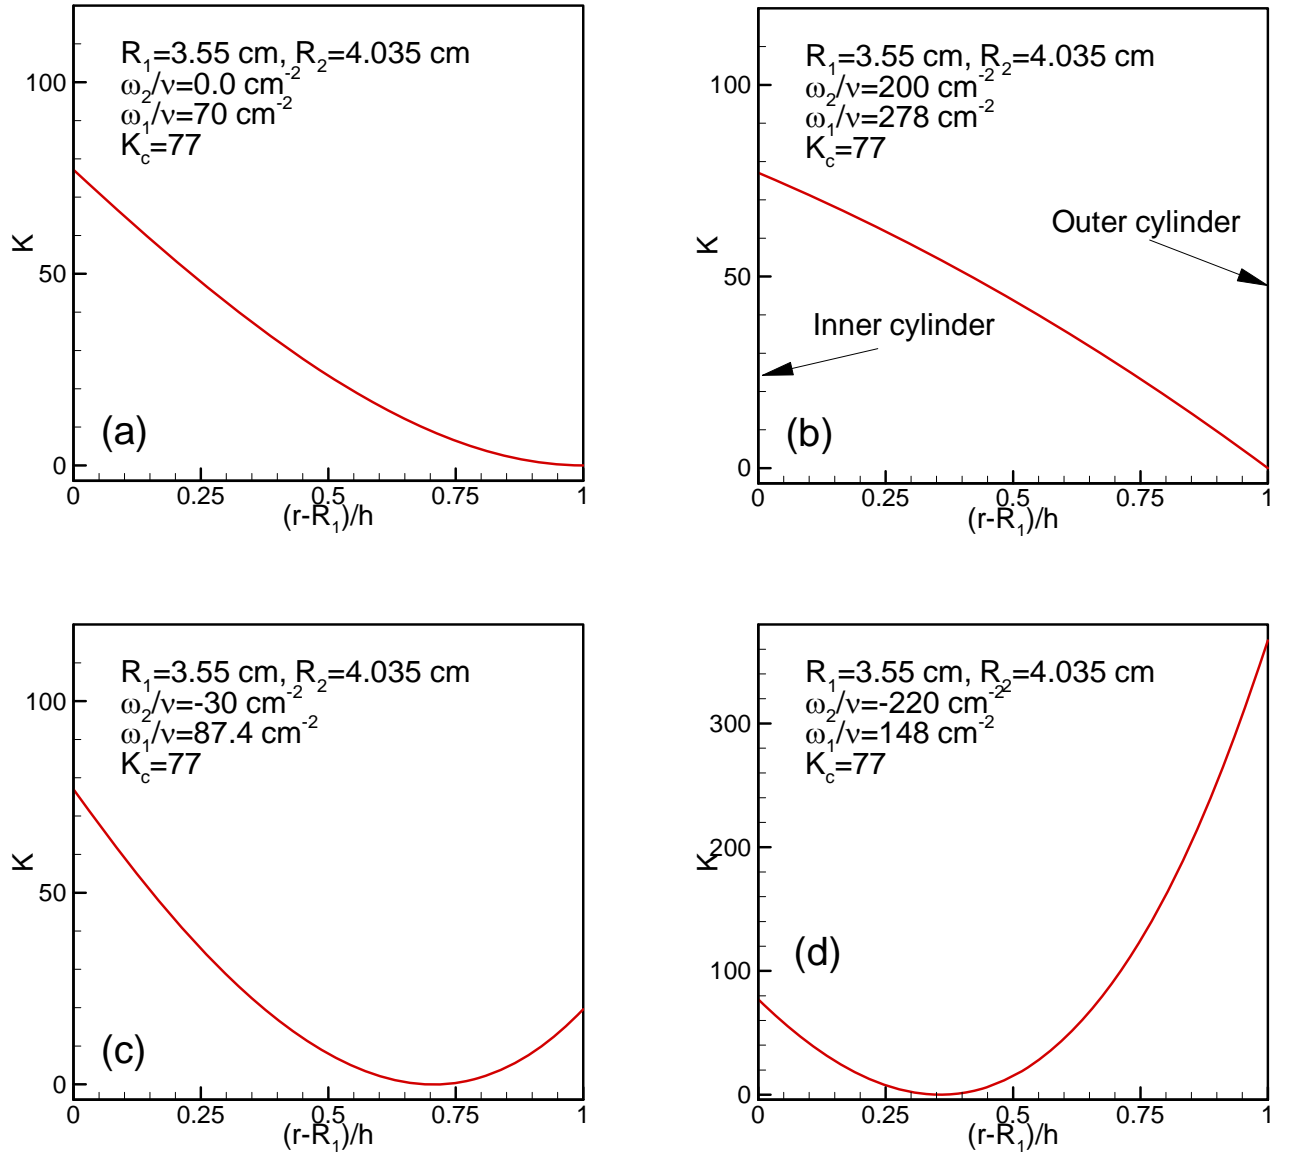 R₁=3.55 cm, R₂=4.035 cm
ω₂/ν=0.0 cm⁻²
ω₁/ν=70 cm⁻²
K_c=77
100
50
0
K
(a)
0 0.25 0.5 0.75 1
(r-R₁)/h
R₁=3.55 cm, R₂=4.035 cm
ω₂/ν=200 cm⁻²
ω₁/ν=278 cm⁻²
K_c=77
100
50
0
K
Outer cylinder
Inner cylinder
(b)
0 0.25 0.5 0.75 1
(r-R₁)/h
R₁=3.55 cm, R₂=4.035 cm
ω₂/ν=-30 cm⁻²
ω₁/ν=87.4 cm⁻²
K_c=77
100
50
0
K
(c)
0 0.25 0.5 0.75 1
(r-R₁)/h
R₁=3.55 cm, R₂=4.035 cm
ω₂/ν=-220 cm⁻²
ω₁/ν=148 cm⁻²
K_c=77
300
200
100
0
K
(d)
0 0.25 0.5 0.75 1
(r-R₁)/h